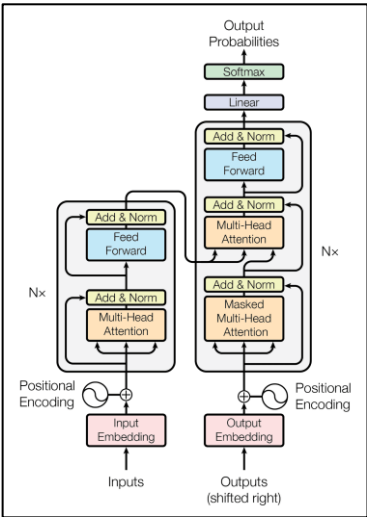 Output
Probabilities
Softmax
Linear
Add & Norm
Feed
Forward
Add & Norm
Multi-Head
Attention
Add & Norm
Masked
Multi-Head
Attention
N×
Positional
Encoding
Output
Embedding
Outputs
(shifted right)
Add & Norm
Feed
Forward
Add & Norm
Multi-Head
Attention
N×
Positional
Encoding
Input
Embedding
Inputs